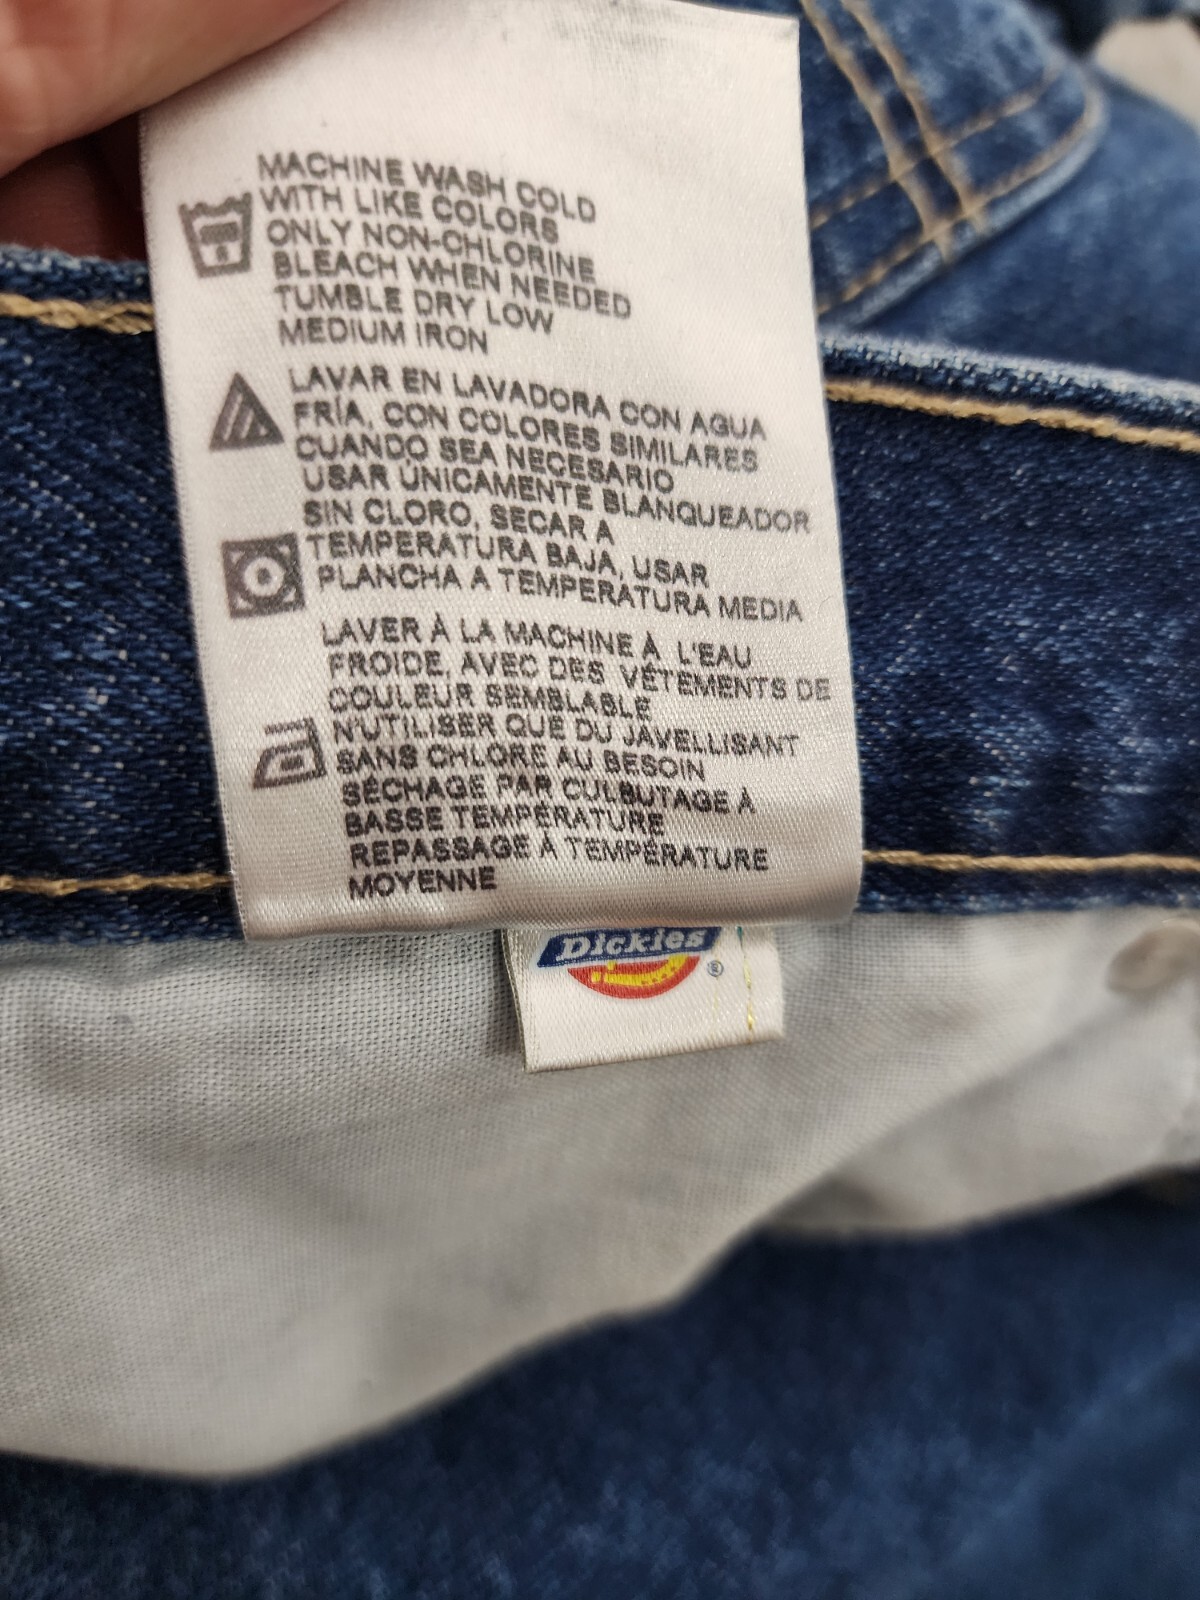 MACHINE WASH COLD
WITH LIKE COLORS
ONLY NON-CHLORINE
BLEACH WHEN NEEDED
TUMBLE DRY LOW
MEDIUM IRON
LAVAR EN LAVADORA CON AGUA
FRÍA, CON COLORES SIMILARES
CUANDO SEA NECESARIO
USAR ÚNICAMENTE BLANQUEADOR
SIN CLORO, SECAR A
TEMPERATURA BAJA, USAR
PLANCHA A TEMPERATURA MEDIA
LAVER À LA MACHINE À L'EAU
FROIDE, AVEC DES VÊTEMENTS DE
COULEUR SEMBLABLE
N'UTILISER QUE DU JAVELLISANT
SANS CHLORE AU BESOIN
SÉCHAGE PAR CULBUTAGE À
BASSE TEMPÉRATURE
REPASSAGE À TEMPÉRATURE
MOYENNE
Dickies ®